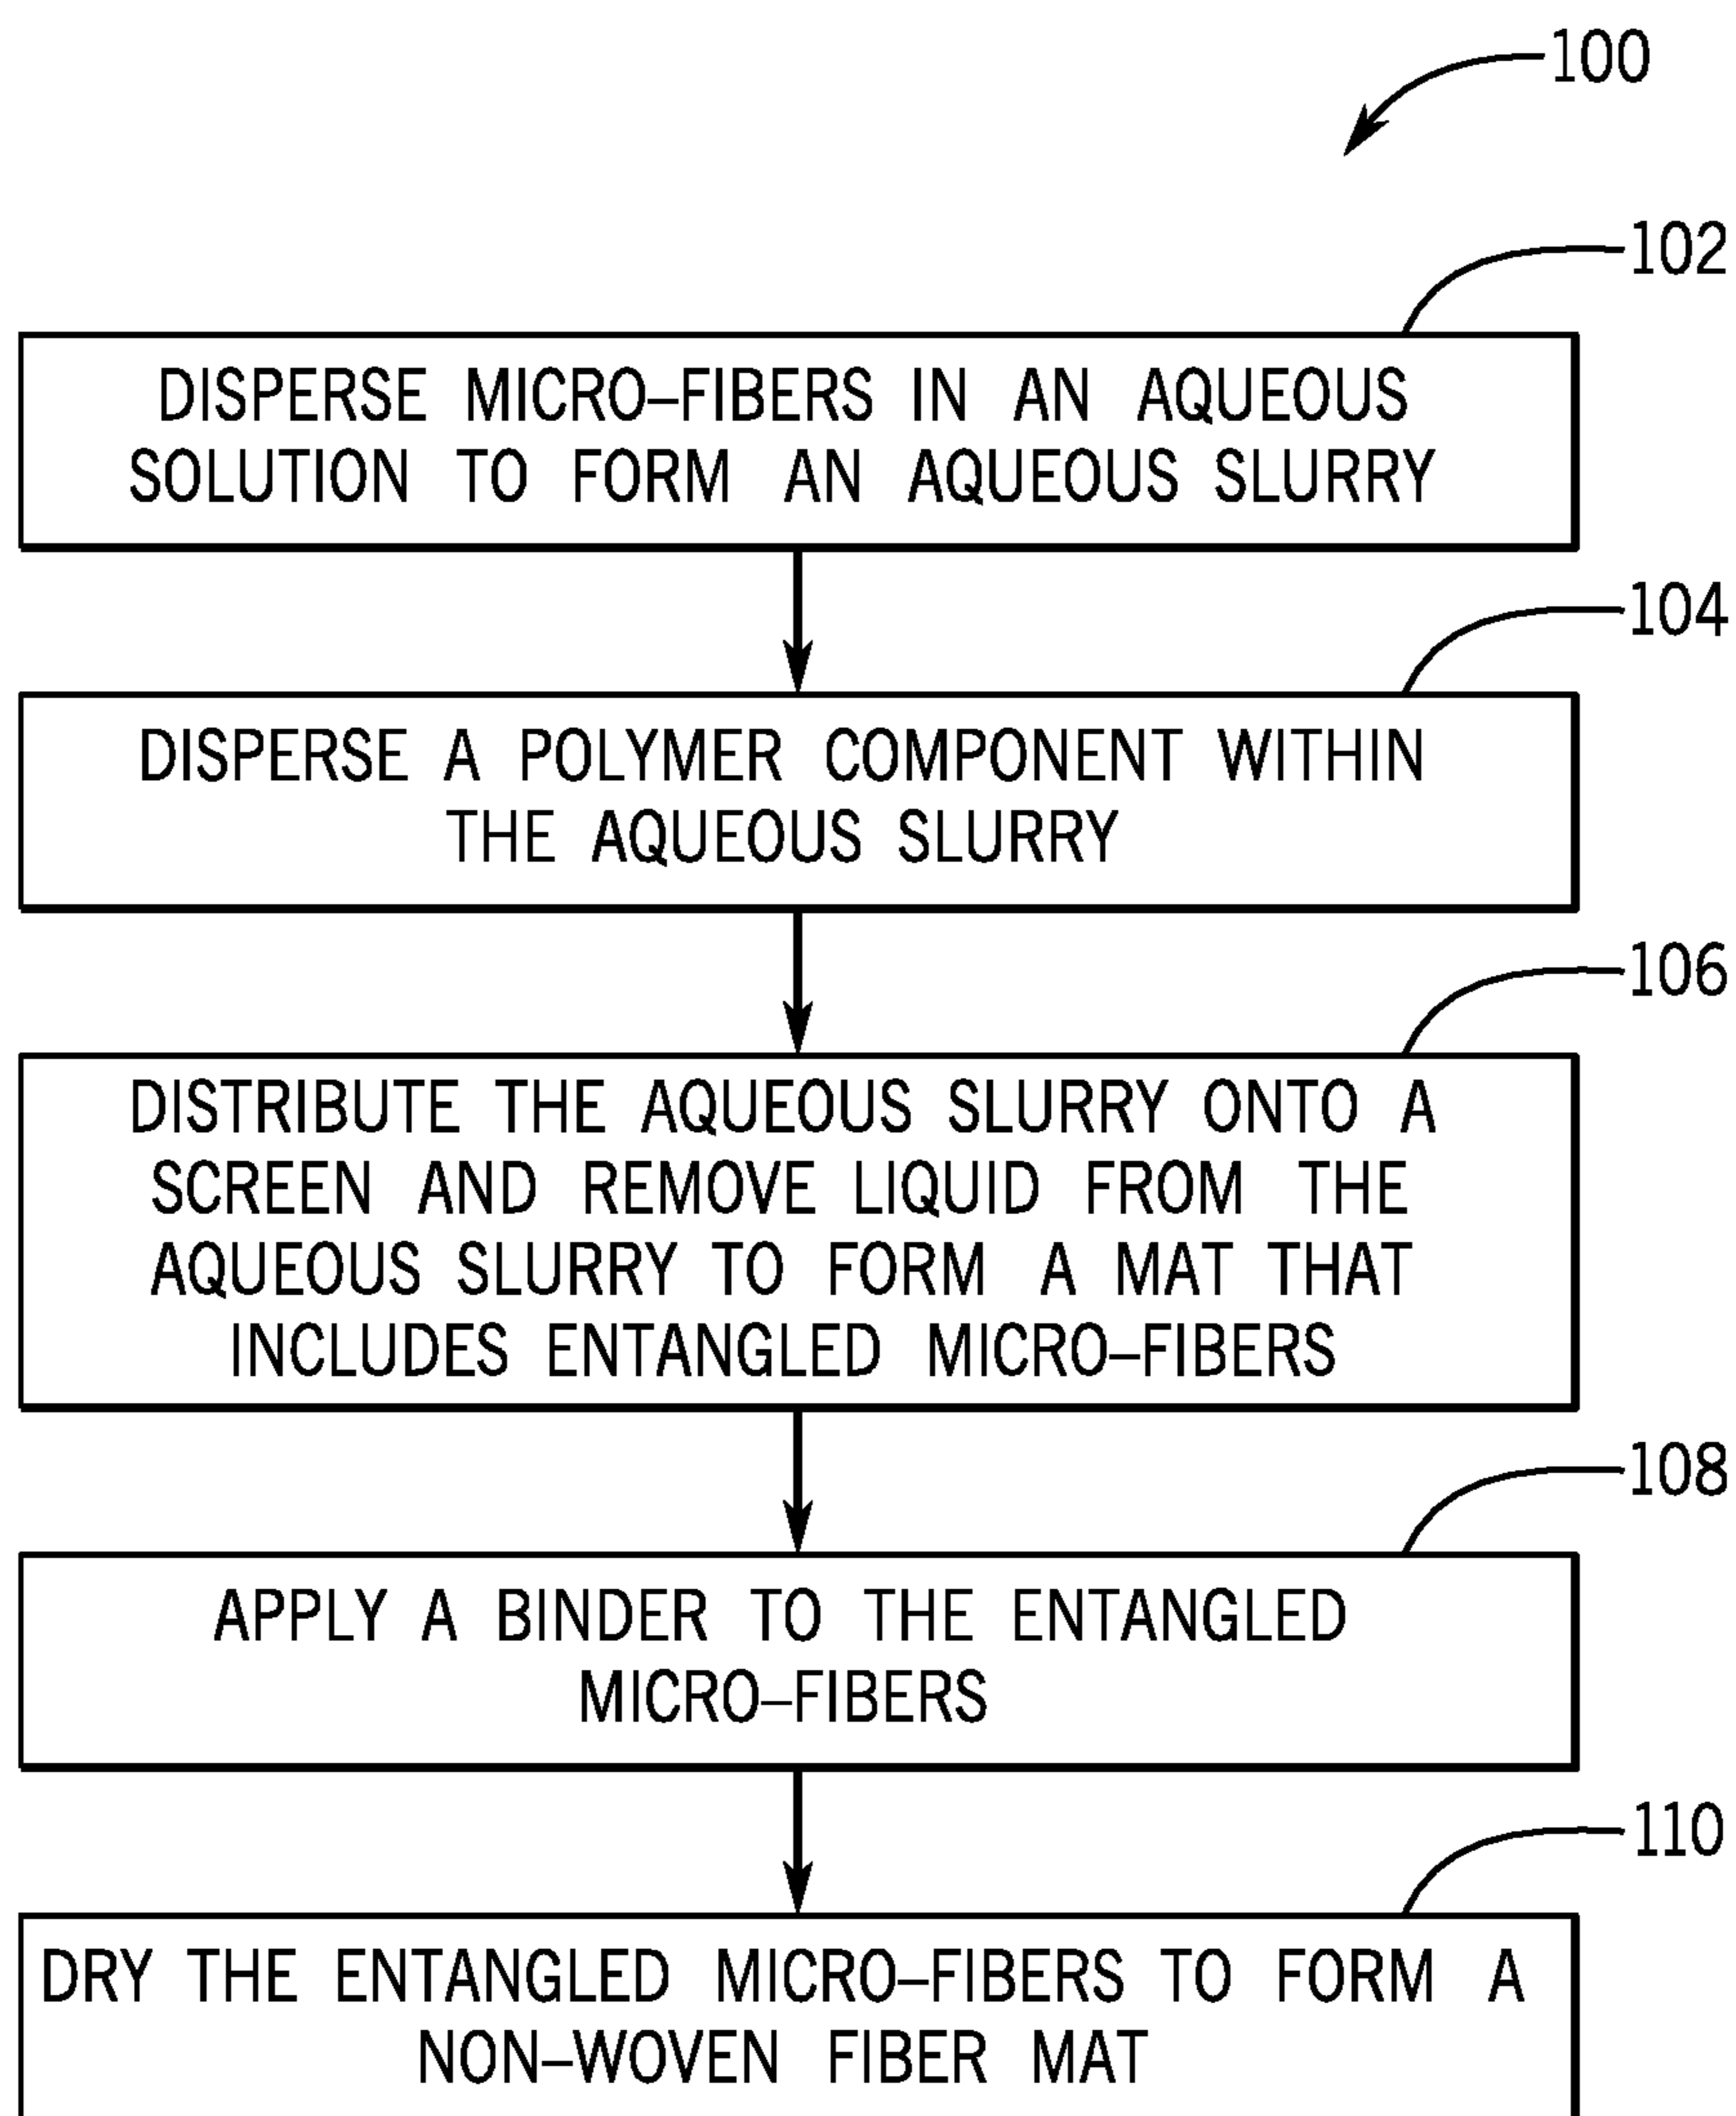 100
102
DISPERSE MICRO–FIBERS IN AN AQUEOUS
SOLUTION TO FORM AN AQUEOUS SLURRY
104
DISPERSE A POLYMER COMPONENT WITHIN
THE AQUEOUS SLURRY
106
DISTRIBUTE THE AQUEOUS SLURRY ONTO A
SCREEN AND REMOVE LIQUID FROM THE
AQUEOUS SLURRY TO FORM A MAT THAT
INCLUDES ENTANGLED MICRO–FIBERS
108
APPLY A BINDER TO THE ENTANGLED
MICRO–FIBERS
110
DRY THE ENTANGLED MICRO–FIBERS TO FORM A
NON–WOVEN FIBER MAT